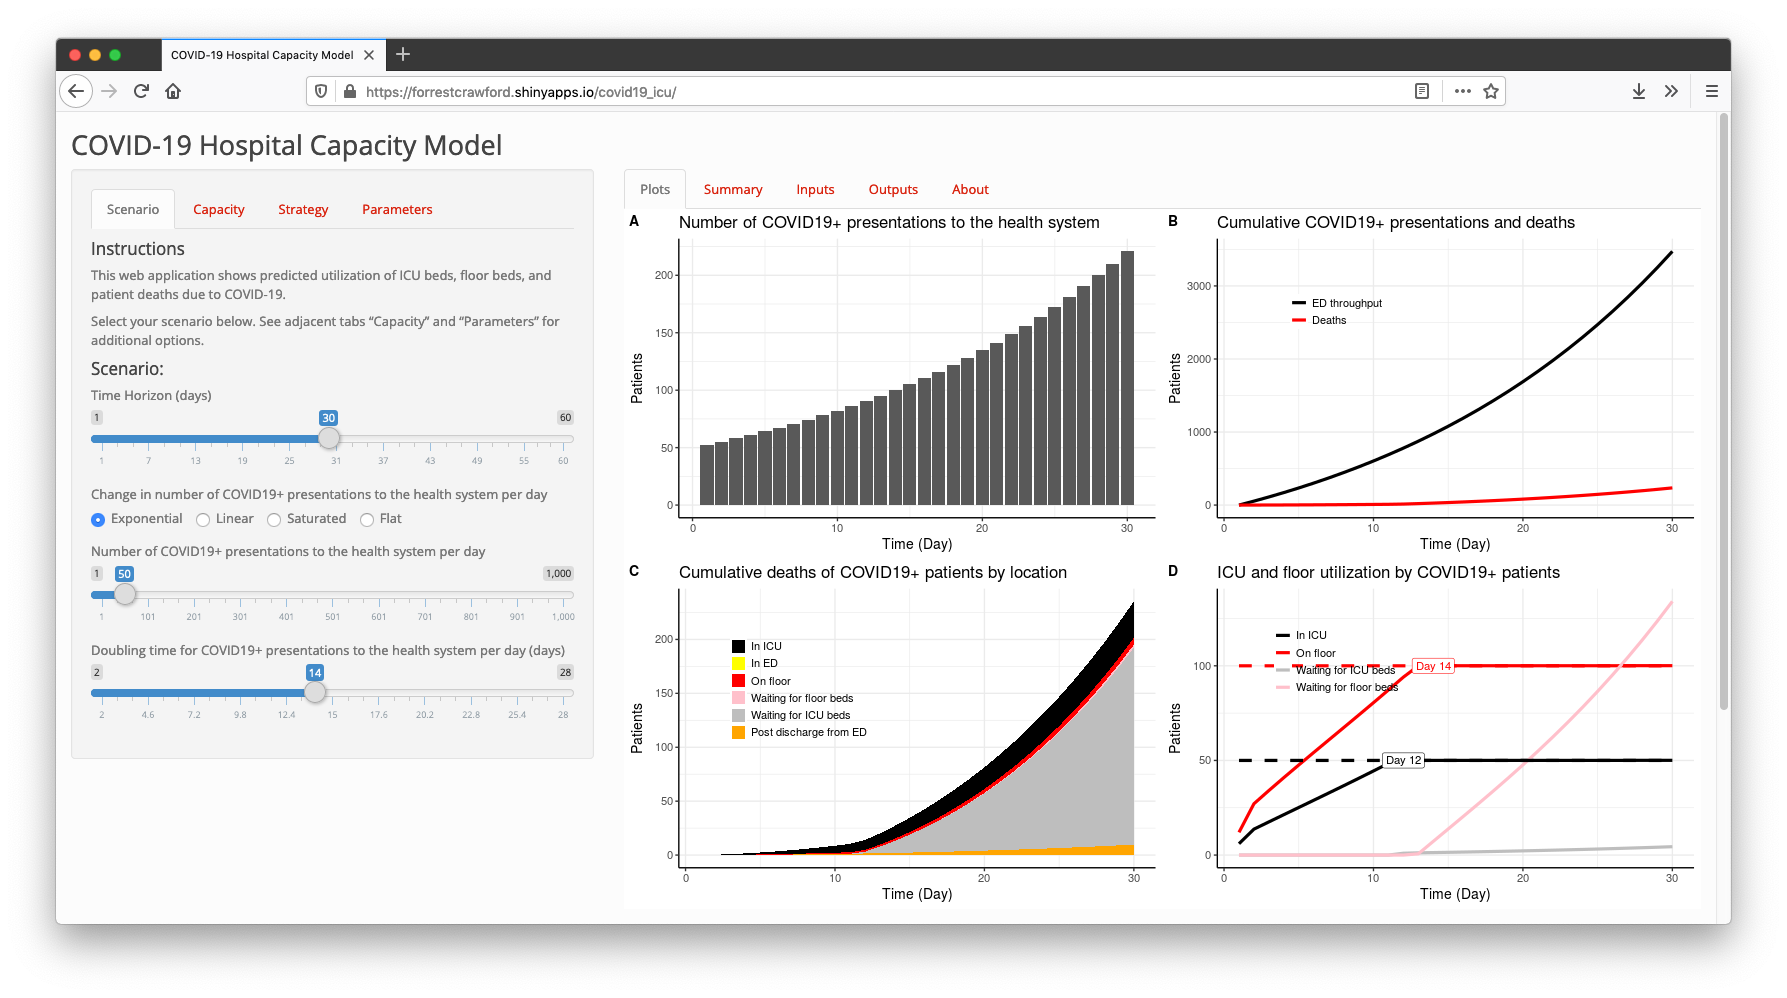 COVID-19 Hospital Capacity Model
https://forrestcrawford.shinyapps.io/covid19_icu/
COVID-19 Hospital Capacity Model
Scenario Capacity Strategy Parameters
Instructions
This web application shows predicted utilization of ICU beds, floor beds, and
patient deaths due to COVID-19.
Select your scenario below. See adjacent tabs “Capacity” and “Parameters” for
additional options.
Scenario:
Time Horizon (days)
1 30 60
1 7 13 19 25 31 37 43 49 55 60
Change in number of COVID19+ presentations to the health system per day
Exponential Linear Saturated Flat
Number of COVID19+ presentations to the health system per day
1 50 1,000
1 101 201 301 401 501 601 701 801 901 1,000
Doubling time for COVID19+ presentations to the health system per day (days)
2 14 28
2 4.6 7.2 9.8 12.4 15 17.6 20.2 22.8 25.4 28
Plots Summary Inputs Outputs About
A Number of COVID19+ presentations to the health system
200
150
100
50
0
Patients
0 10 20 30
Time (Day)
B Cumulative COVID19+ presentations and deaths
ED throughput
Deaths
3000
2000
1000
0
Patients
0 10 20 30
Time (Day)
C Cumulative deaths of COVID19+ patients by location
In ICU
In ED
On floor
Waiting for floor beds
Waiting for ICU beds
Post discharge from ED
200
150
100
50
0
Patients
0 10 20 30
Time (Day)
D ICU and floor utilization by COVID19+ patients
In ICU
On floor
Waiting for ICU beds
Waiting for floor beds
Day 14
Day 12
100
50
0
Patients
0 10 20 30
Time (Day)